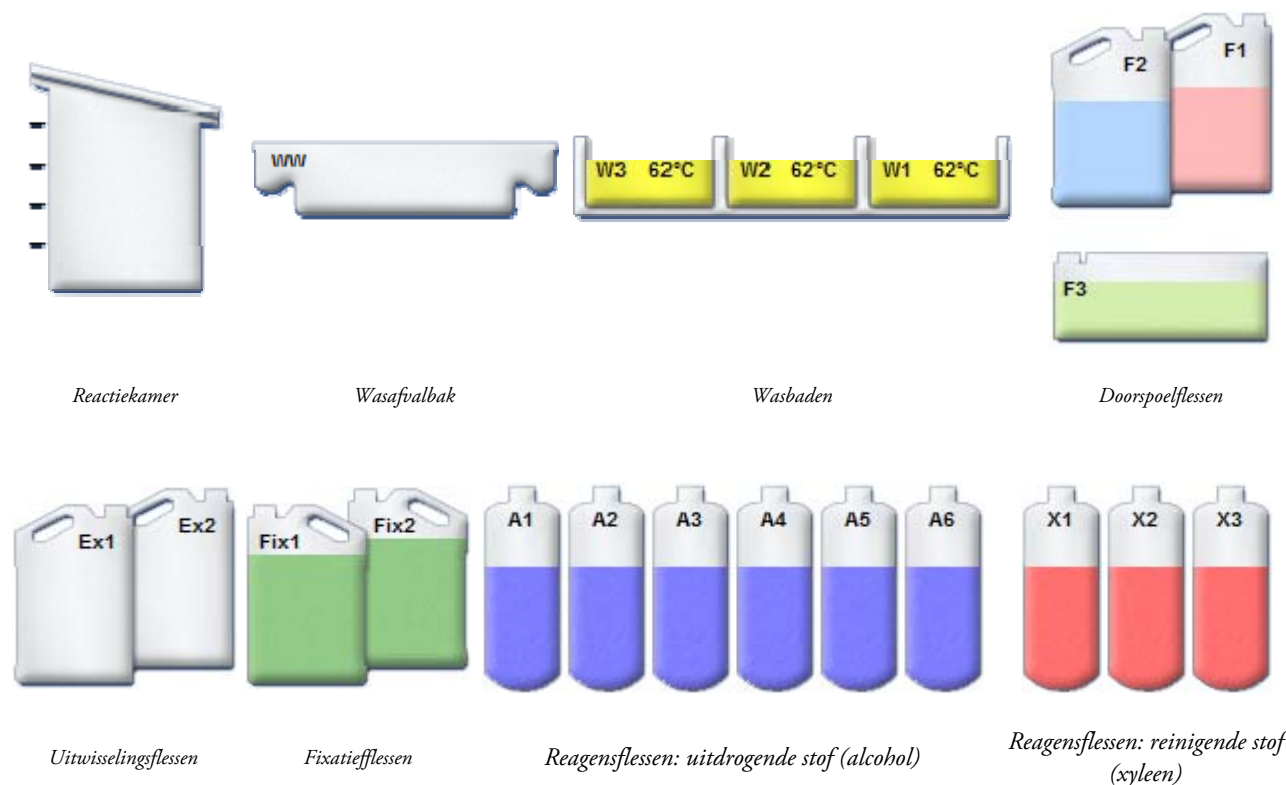 F2
F1
WW
W3 62°C
W2 62°C
W1 62°C
F3
Reactiekamer
Wasafvalbak
Wasbaden
Doorspoelflessen
Ex1
Ex2
Fix1
Fix2
A1
A2
A3
A4
A5
A6
X1
X2
X3
Uitwisselingsflessen
Fixatiefflessen
Reagensflessen: uitdrogende stof (alcohol)
Reagensflessen: reinigende stof
(xyleen)